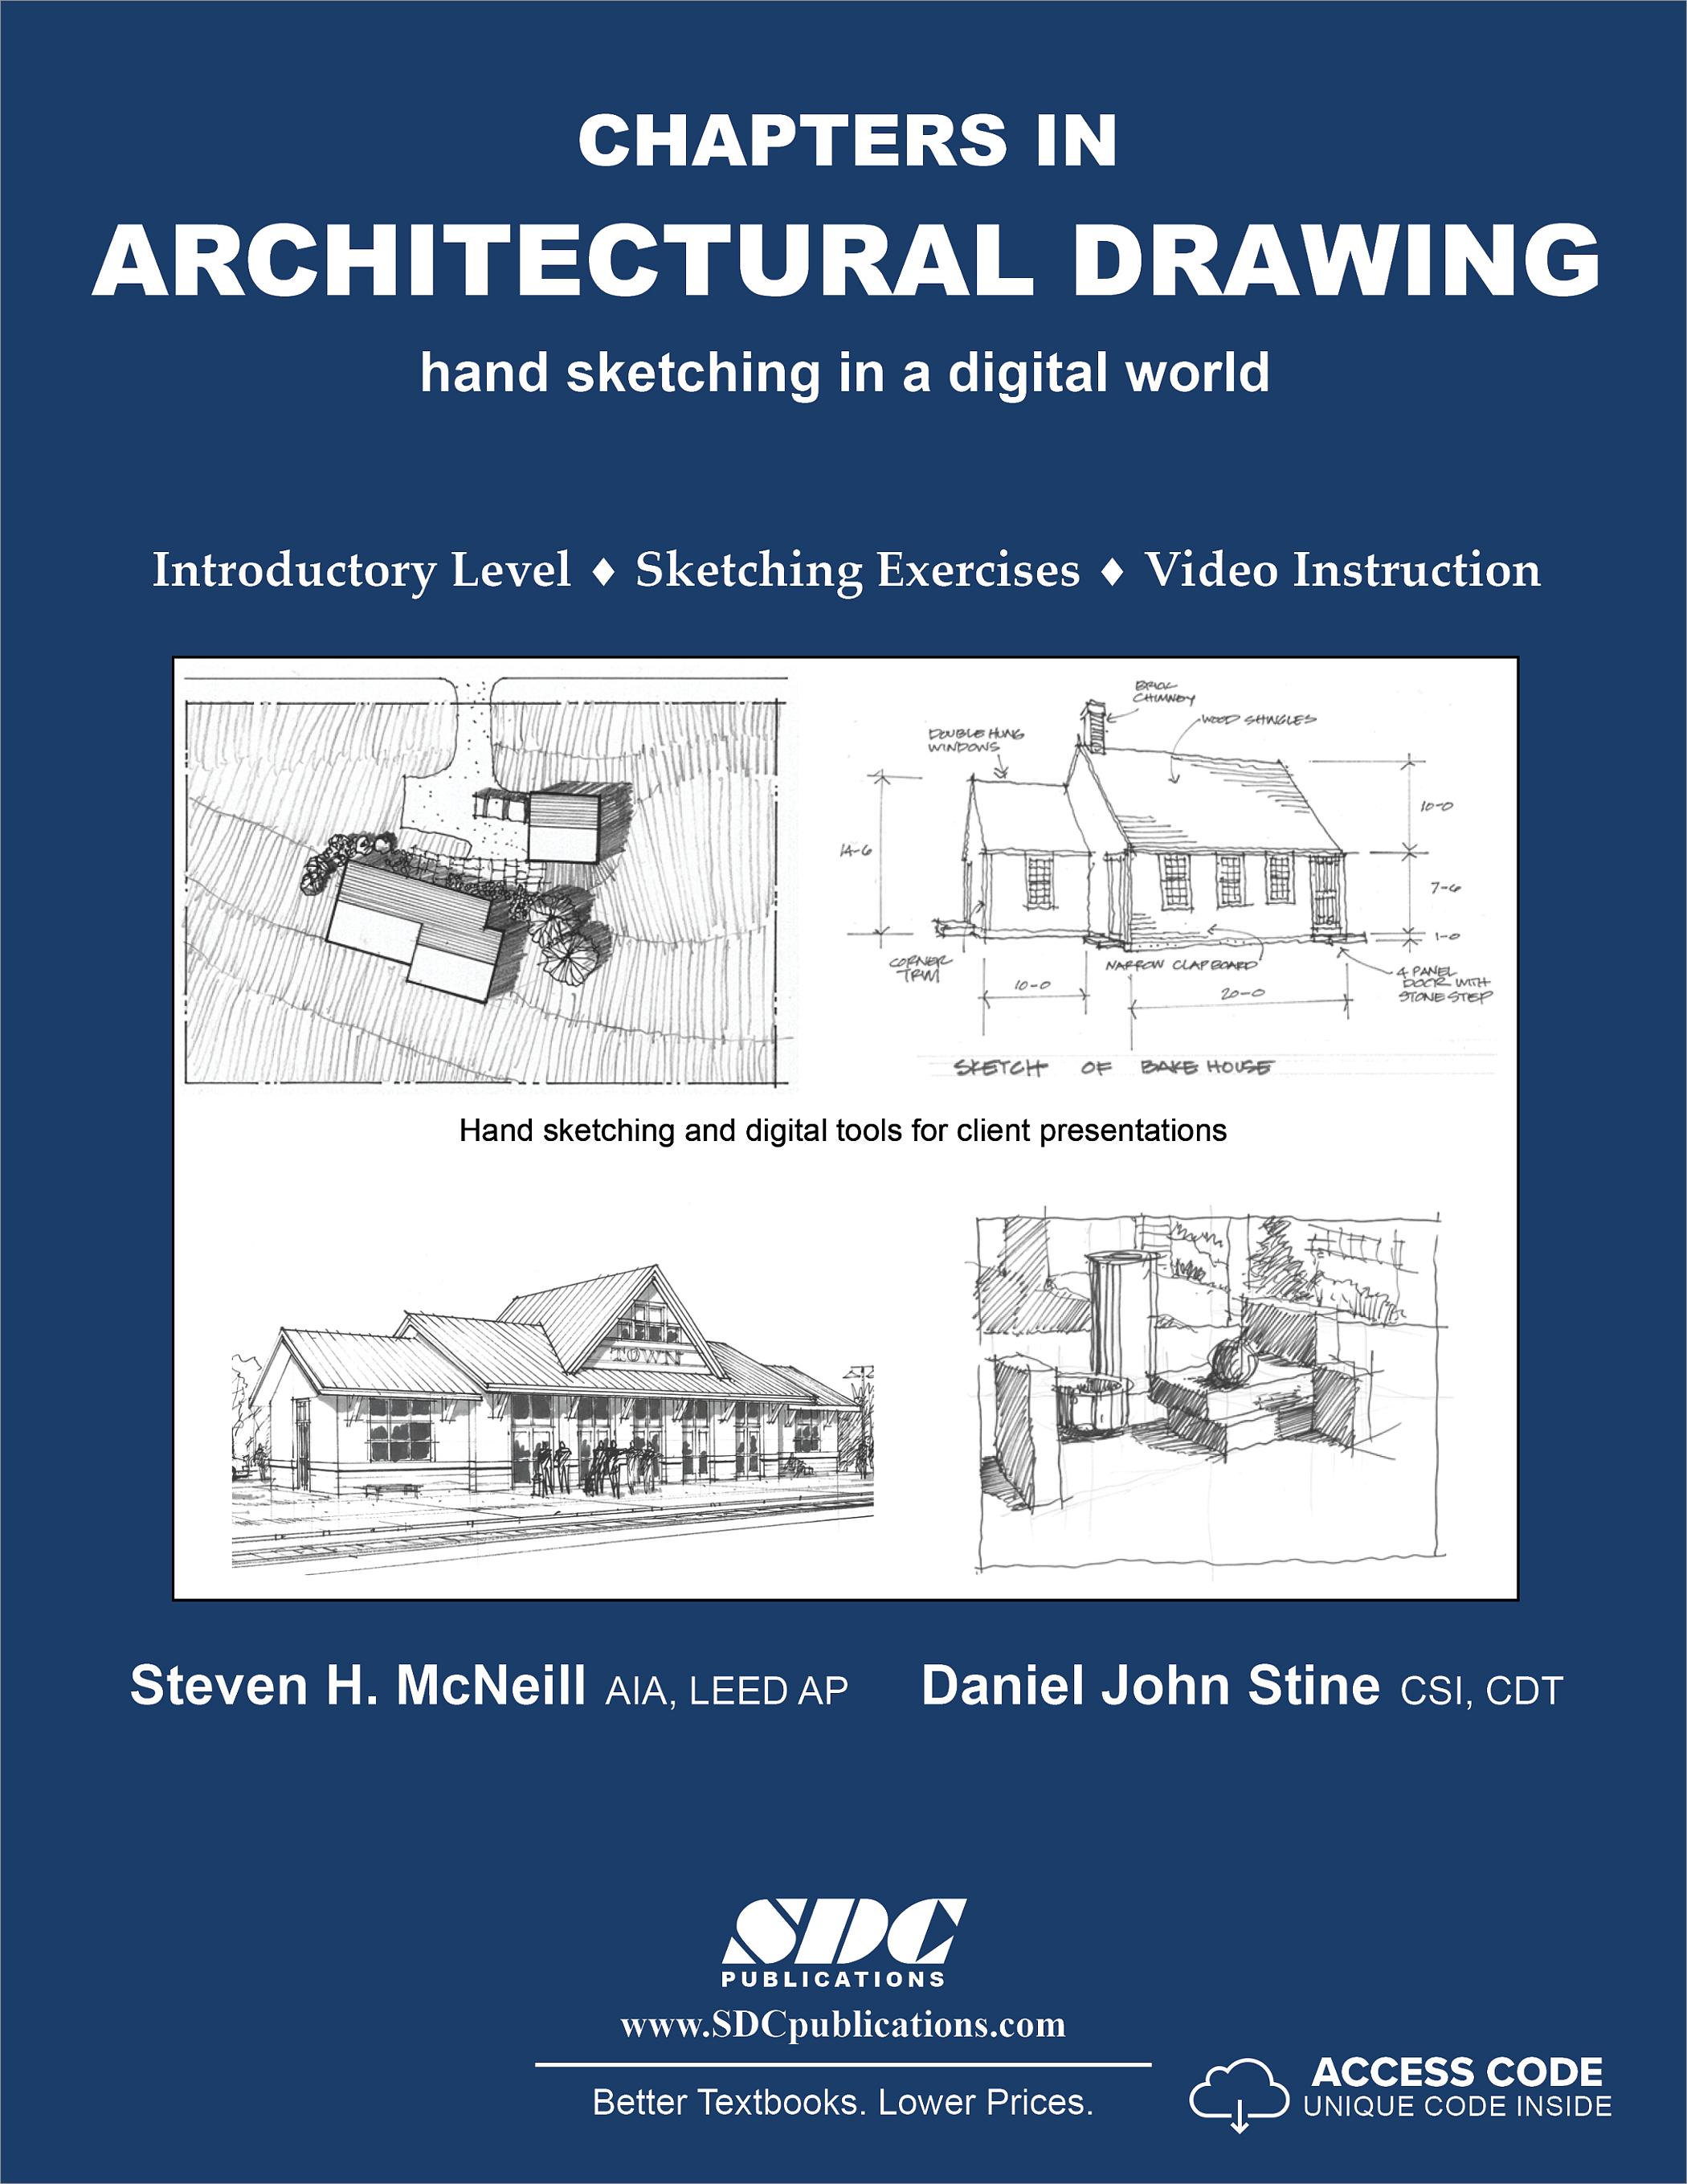 CHAPTERS IN
ARCHITECTURAL DRAWING
hand sketching in a digital world
Introductory Level ♦ Sketching Exercises ♦ Video Instruction
BRICK
CHIMNEY
WOOD SHINGLES
DOUBLE HUNG
WINDOWS
10-0
14-6
7-6
1-0
CORNER
TRIM
NARROW CLAPBOARD
4 PANEL
DOOR WITH
STONE STEP
10-0
20-0
SKETCH OF BAKE HOUSE
Hand sketching and digital tools for client presentations
TOWN
Steven H. McNeill AIA, LEED AP
Daniel John Stine CSI, CDT
SDC
PUBLICATIONS
www.SDCpublications.com
Better Textbooks. Lower Prices.
ACCESS CODE
UNIQUE CODE INSIDE